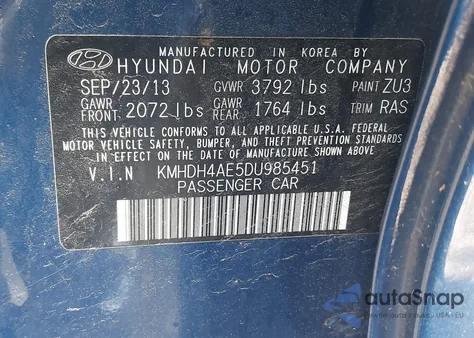 MANUFACTURED IN KOREA BY
HYUNDAI MOTOR COMPANY
SEP/23/13 GVWR 3792 lbs PAINT ZU3
GAWR FRONT 2072 lbs GAWR REAR 1764 lbs TRIM RAS
THIS VEHICLE CONFORMS TO ALL APPLICABLE U.S.A. FEDERAL
MOTOR VEHICLE SAFETY, BUMPER, AND THEFT PREVENTION STANDARDS
IN EFFECT ON THE DATE OF MANUFACTURE SHOWN ABOVE.
V.I.N KMHDH4AE5DU985451
PASSENGER CAR
autoSnap